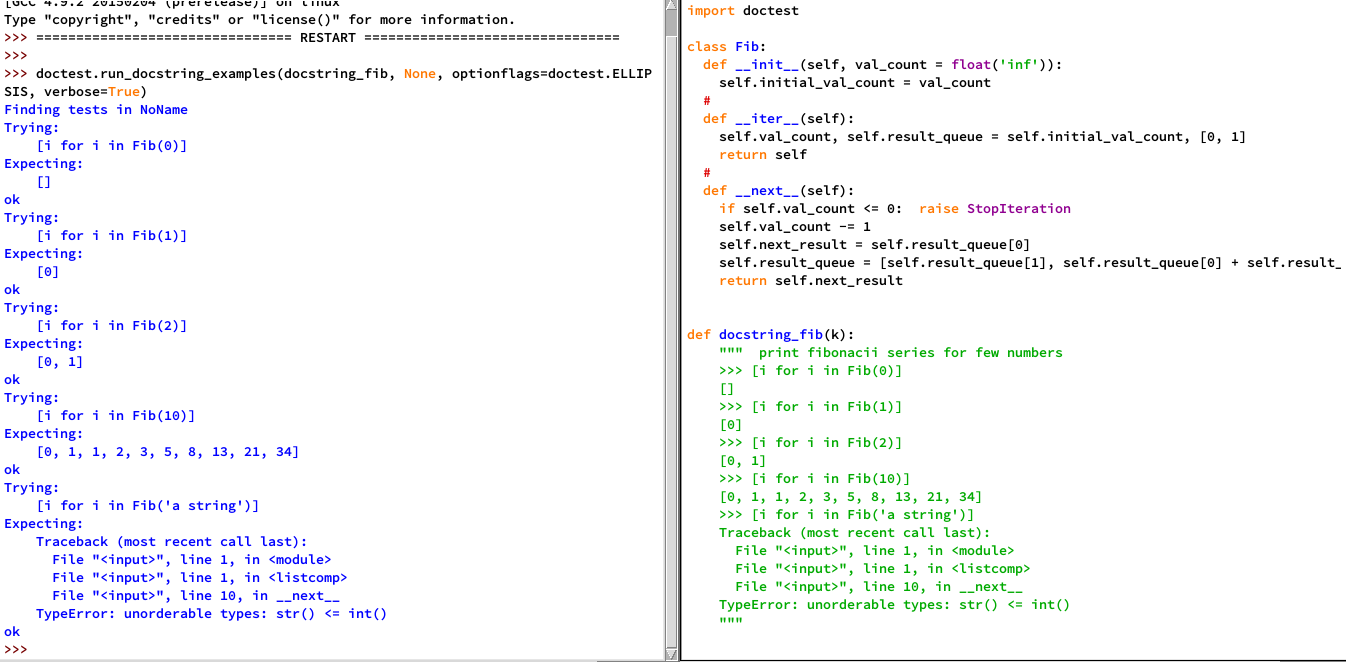 [GCC 4.9.2 20150204 (prerelease)] on linux
Type "copyright", "credits" or "license()" for more information.
>>> ================================ RESTART ================================
>>>
>>> doctest.run_docstring_examples(docstring_fib, None, optionflags=doctest.ELLIP
SIS, verbose=True)
Finding tests in NoName
Trying:
    [i for i in Fib(0)]
Expecting:
    []
ok
Trying:
    [i for i in Fib(1)]
Expecting:
    [0]
ok
Trying:
    [i for i in Fib(2)]
Expecting:
    [0, 1]
ok
Trying:
    [i for i in Fib(10)]
Expecting:
    [0, 1, 1, 2, 3, 5, 8, 13, 21, 34]
ok
Trying:
    [i for i in Fib('a string')]
Expecting:
    Traceback (most recent call last):
      File "<input>", line 1, in <module>
      File "<input>", line 1, in <listcomp>
      File "<input>", line 10, in __next__
    TypeError: unorderable types: str() <= int()
ok
>>>
import doctest

class Fib:
  def __init__(self, val_count = float('inf')):
    self.initial_val_count = val_count
  #
  def __iter__(self):
    self.val_count, self.result_queue = self.initial_val_count, [0, 1]
    return self
  #
  def __next__(self):
    if self.val_count <= 0:  raise StopIteration
    self.val_count -= 1
    self.next_result = self.result_queue[0]
    self.result_queue = [self.result_queue[1], self.result_queue[0] + self.result_
    return self.next_result

def docstring_fib(k):
    """  print fibonacii series for few numbers
    >>> [i for i in Fib(0)]
    []
    >>> [i for i in Fib(1)]
    [0]
    >>> [i for i in Fib(2)]
    [0, 1]
    >>> [i for i in Fib(10)]
    [0, 1, 1, 2, 3, 5, 8, 13, 21, 34]
    >>> [i for i in Fib('a string')]
    Traceback (most recent call last):
      File "<input>", line 1, in <module>
      File "<input>", line 1, in <listcomp>
      File "<input>", line 10, in __next__
    TypeError: unorderable types: str() <= int()
    """